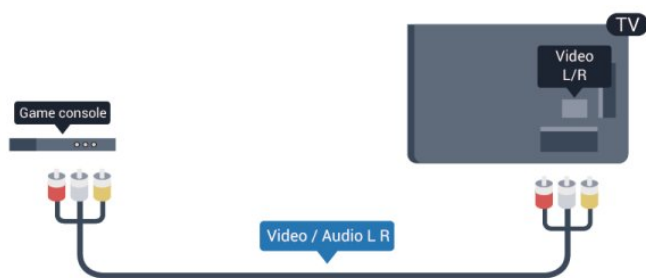 TV
Video
L/R
Game console
Video / Audio L R